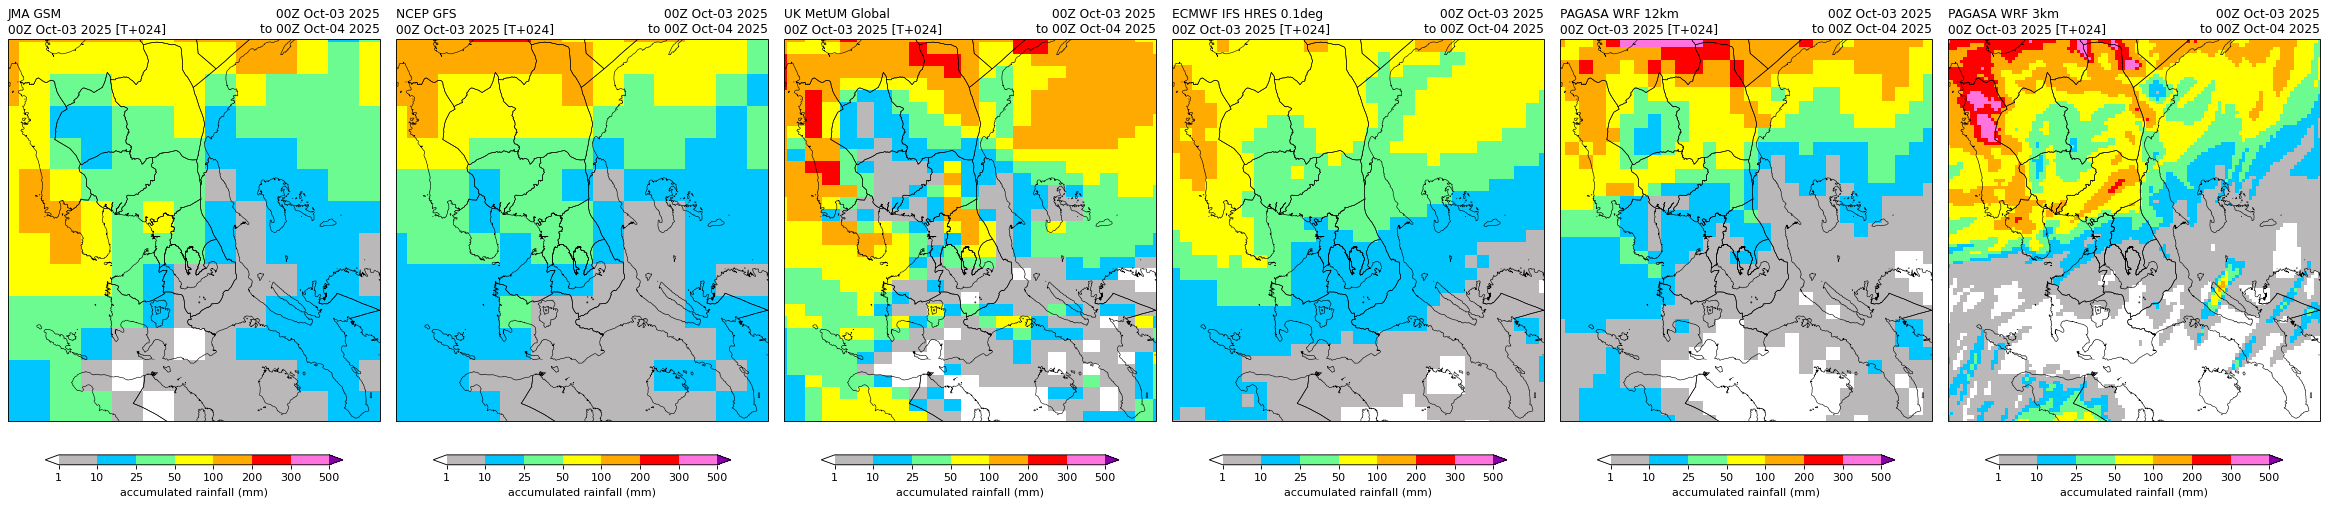 JMA GSM 00Z Oct-03 2025
00Z Oct-03 2025 [T+024] to 00Z Oct-04 2025
1 10 25 50 100 200 300 500
accumulated rainfall (mm)
NCEP GFS 00Z Oct-03 2025
00Z Oct-03 2025 [T+024] to 00Z Oct-04 2025
1 10 25 50 100 200 300 500
accumulated rainfall (mm)
UK MetUM Global 00Z Oct-03 2025
00Z Oct-03 2025 [T+024] to 00Z Oct-04 2025
1 10 25 50 100 200 300 500
accumulated rainfall (mm)
ECMWF IFS HRES 0.1deg 00Z Oct-03 2025
00Z Oct-03 2025 [T+024] to 00Z Oct-04 2025
1 10 25 50 100 200 300 500
accumulated rainfall (mm)
PAGASA WRF 12km 00Z Oct-03 2025
00Z Oct-03 2025 [T+024] to 00Z Oct-04 2025
1 10 25 50 100 200 300 500
accumulated rainfall (mm)
PAGASA WRF 3km 00Z Oct-03 2025
00Z Oct-03 2025 [T+024] to 00Z Oct-04 2025
1 10 25 50 100 200 300 500
accumulated rainfall (mm)